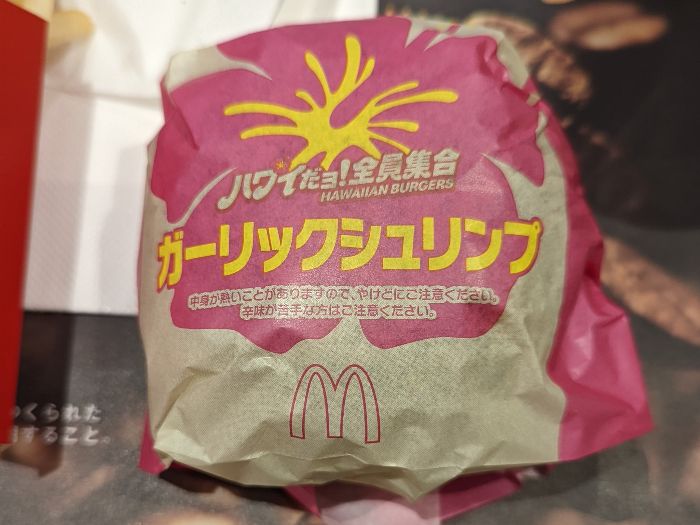 ハワイだヨ!全員集合
HAWAIIAN BURGERS
ガーリックシュリンプ
中身が熱いことがありますので、やけどにご注意ください。
辛味が苦手な方はご注意ください。
つくられた
用すること。